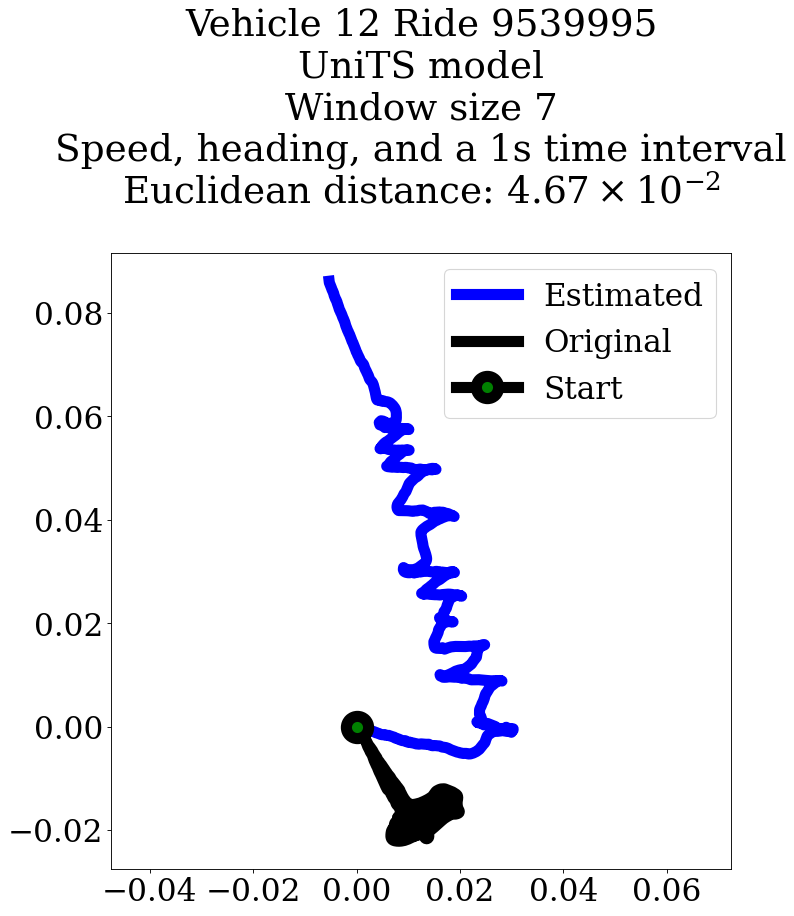 Vehicle 12 Ride 9539995
UniTS model
Window size 7
Speed, heading, and a 1s time interval
Euclidean distance: $4.67 \times 10^{-2}$
Estimated
Original
Start
0.08
0.06
0.04
0.02
0.00
−0.02
−0.04 −0.02 0.00 0.02 0.04 0.06